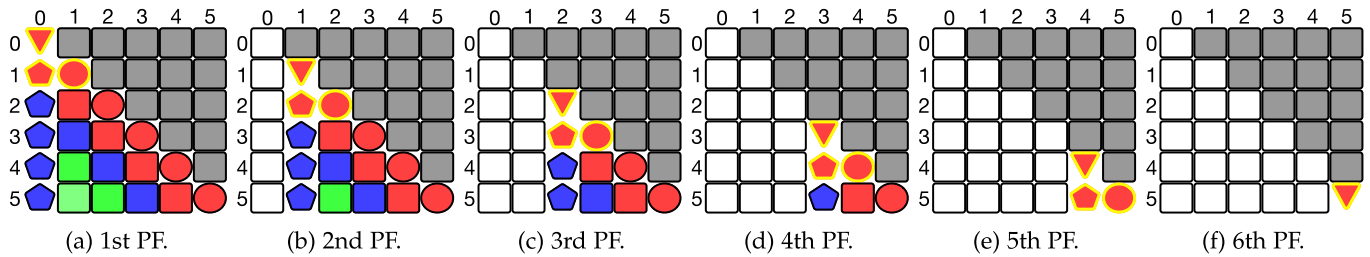 0 1 2 3 4 5 0 1 2 3 4 5 0 1 2 3 4 5 0 1 2 3 4 5 0 1 2 3 4 5 0 1 2 3 4 5
0 0 0 0 0 0
1 1 1 1 1 1
2 2 2 2 2 2
3 3 3 3 3 3
4 4 4 4 4 4
5 5 5 5 5 5
(a) 1st PF. (b) 2nd PF. (c) 3rd PF. (d) 4th PF. (e) 5th PF. (f) 6th PF.